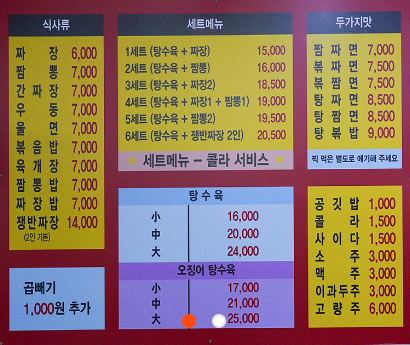 식사류
짜 장 6,000
짬 뽕 7,000
간 짜 장 7,000
우 동 7,000
울 면 7,000
볶 음 밥 7,000
육 개 장 7,000
짬 뽕 밥 7,000
짜 장 밥 7,000
쟁반짜장 14,000
(2인 기본)
곱빼기
1,000원 추가
세트메뉴
1세트 (탕수육 + 짜장) 15,000
2세트 (탕수육 + 짬뽕) 16,000
3세트 (탕수육 + 짜장2) 18,500
4세트 (탕수육 + 짜장1 + 짬뽕1) 19,000
5세트 (탕수육 + 짬뽕2) 19,500
6세트 (탕수육 + 쟁반짜장 2인) 20,500
세트메뉴 - 콜라 서비스
탕 수 육
小 16,000
中 20,000
大 24,000
오징어 탕수육
小 17,000
中 21,000
大 25,000
두가지맛
짬 짜 면 7,000
볶 짜 면 7,500
볶 짬 면 7,500
탕 짜 면 8,500
탕 짬 면 8,500
탕 볶 밥 9,000
찍 먹은 별도로 얘기해 주세요
공 깃 밥 1,000
콜 라 1,500
사 이 다 1,500
소 주 3,000
맥 주 3,000
이과두주 3,000
고 량 주 6,000